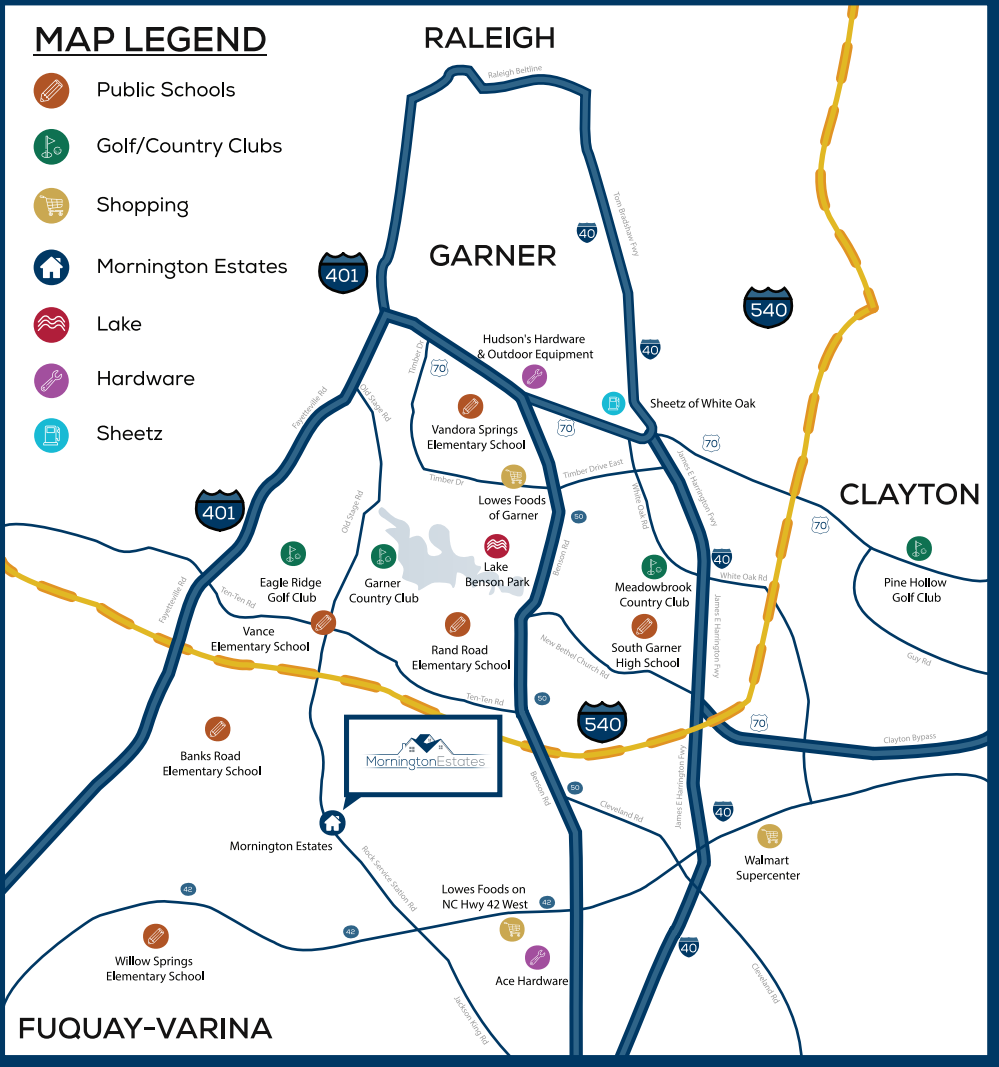 MAP LEGEND
Public Schools
Golf/Country Clubs
Shopping
Mornington Estates
Lake
Hardware
Sheetz
RALEIGH
Raleigh Beltline
Tom Bradshaw Fwy
40
GARNER
401
540
40
Hudson's Hardware
& Outdoor Equipment
Timber Dr
70
Fayetteville Rd
Old Stage Rd
Vandora Springs
Elementary School
Sheetz of White Oak
70
70
James E Harrington Fwy
Timber Dr
Timber Drive East
White Oak Rd
Lowes Foods
of Garner
CLAYTON
401
Old Stage Rd
50
70
Benson Rd
40
Eagle Ridge
Golf Club
Garner
Country Club
Lake
Benson Park
Meadowbrook
Country Club
White Oak Rd
Pine Hollow
Golf Club
Fayetteville Rd
Ten-Ten Rd
Vance
Elementary School
Rand Road
Elementary School
New Bethel Church Rd
South Garner
High School
James E Harrington Fwy
Guy Rd
Ten-Ten Rd
50
540
70
Clayton Bypass
Banks Road
Elementary School
MorningtonEstates
Benson Rd
50
Cleveland Rd
James E Harrington Fwy
40
Mornington Estates
Rock Service Station Rd
Walmart
Supercenter
42
Lowes Foods on
NC Hwy 42 West
42
42
40
Willow Springs
Elementary School
Ace Hardware
Cleveland Rd
Jackson King Rd
FUQUAY-VARINA